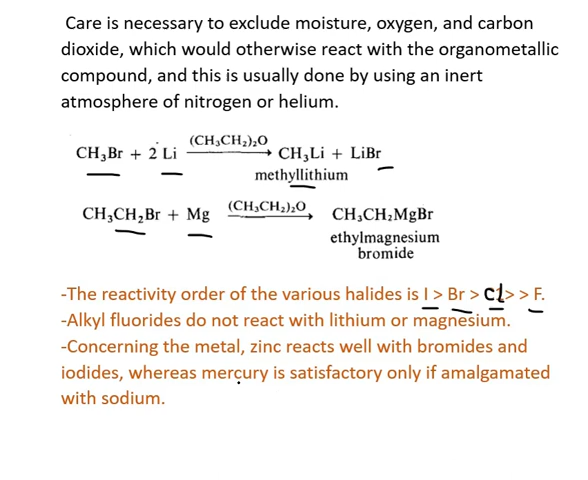 Care is necessary to exclude moisture, oxygen, and carbon
dioxide, which would otherwise react with the organometallic
compound, and this is usually done by using an inert
atmosphere of nitrogen or helium.
CH₃Br + 2 Li (CH₃CH₂)₂O → CH₃Li + LiBr
methyllithium
CH₃CH₂Br + Mg (CH₃CH₂)₂O → CH₃CH₂MgBr
ethylmagnesium
bromide
-The reactivity order of the various halides is I > Br > Cl> > F.
-Alkyl fluorides do not react with lithium or magnesium.
-Concerning the metal, zinc reacts well with bromides and
iodides, whereas mercury is satisfactory only if amalgamated
with sodium.